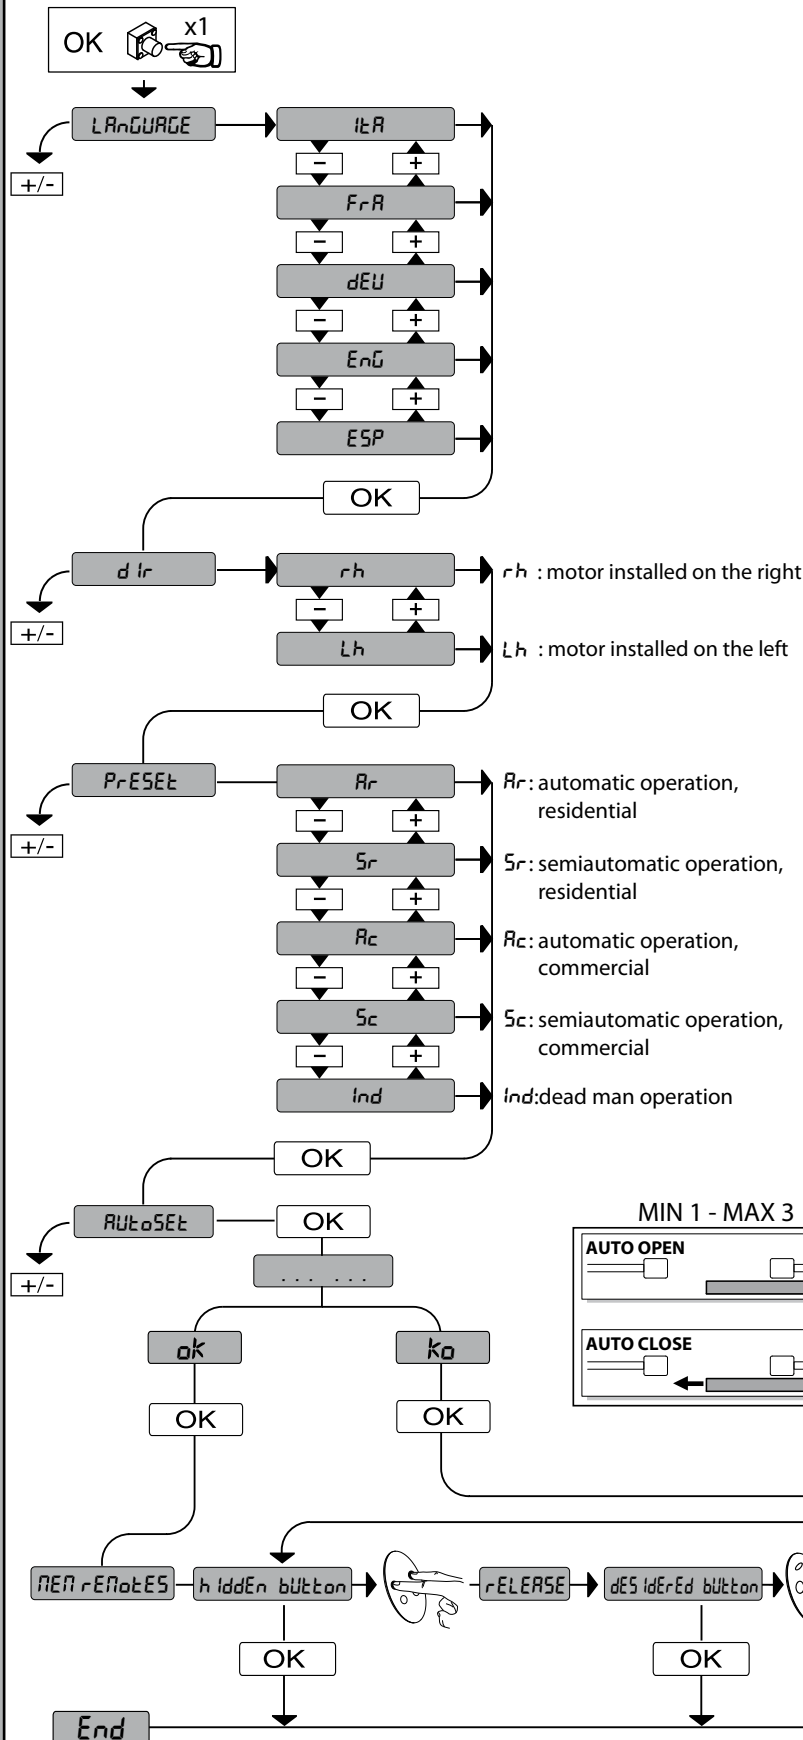 OK x1
LAnGUAGE ItA
+/- - +
FrA
- +
dEU
- +
EnG
- +
ESP
OK
dIr rh rh : motor installed on the right
+/- - +
Lh Lh : motor installed on the left
OK
PrESEt Ar Ar: automatic operation,
residential
+/- - +
Sr Sr: semiautomatic operation,
residential
- +
Ac Ac: automatic operation,
commercial
- +
Sc Sc: semiautomatic operation,
commercial
- +
Ind Ind:dead man operation
OK
AUtoSEt OK
+/-
... ...
MIN 1 - MAX 3
AUTO OPEN
AUTO CLOSE
ok ko
OK OK
MEM rEMotES hIddEn bUtton rELEASE dESIdErEd bUtton
OK OK
End